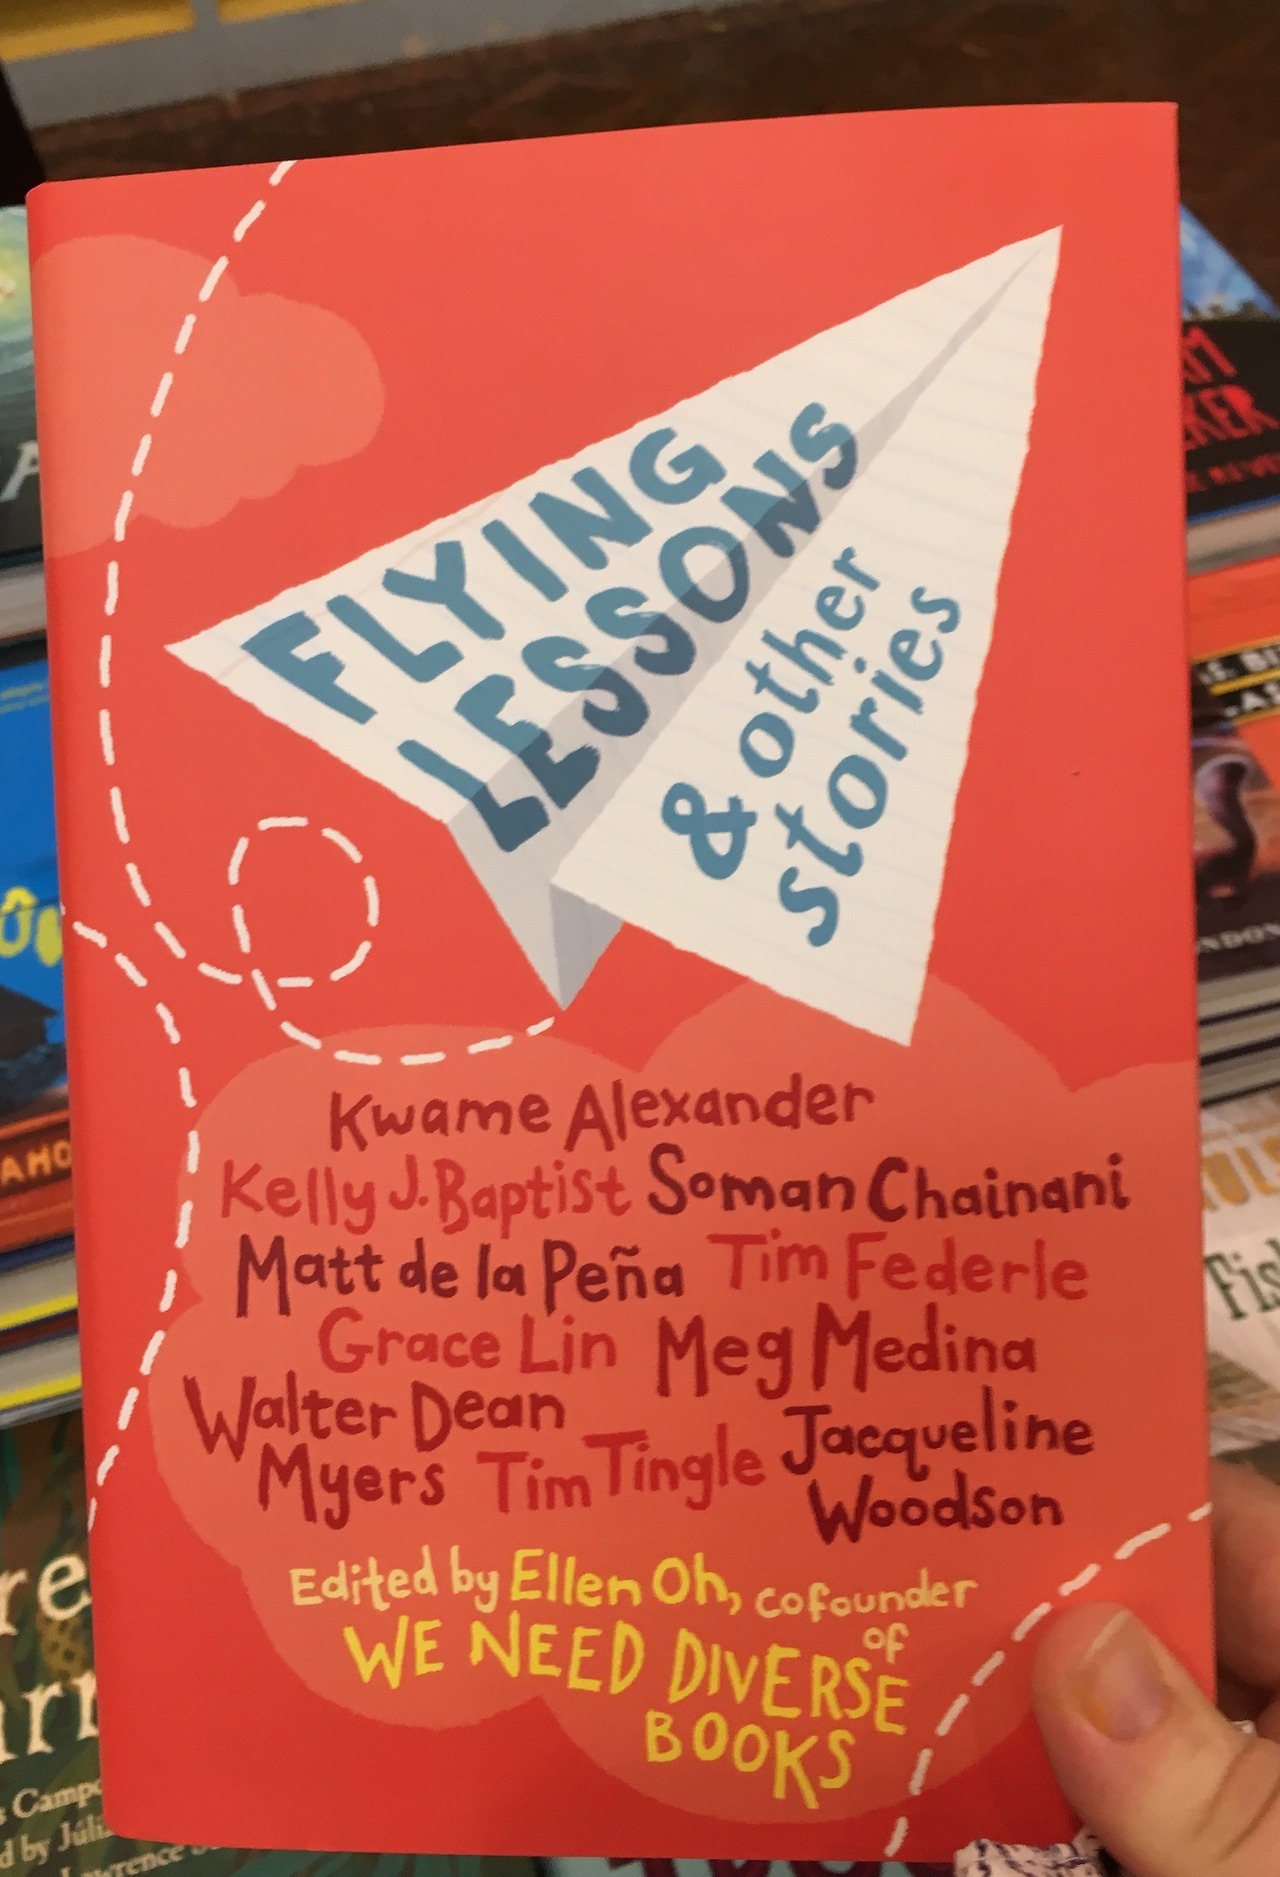 FLYING
LESSONS
& other
stories
Kwame Alexander
Kelly J. Baptist Soman Chainani
Matt de la Peña Tim Federle
Grace Lin Meg Medina
Walter Dean
Myers Tim Tingle Jacqueline
Woodson
Edited by Ellen Oh, cofounder
of
WE NEED DIVERSE
BOOKS